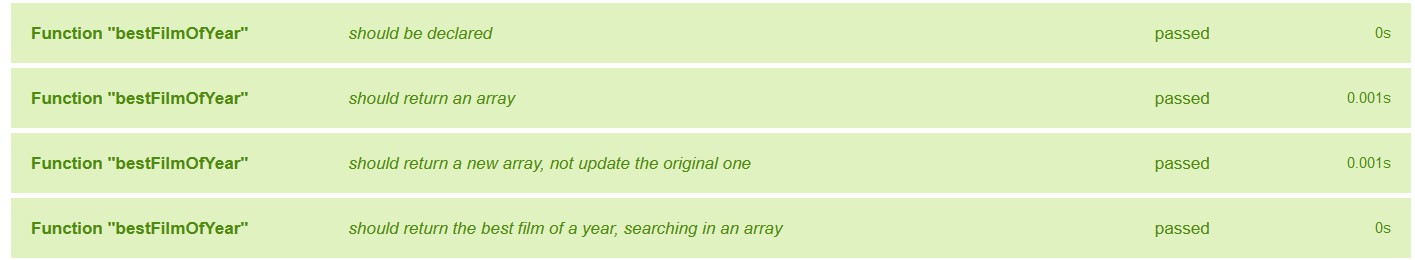 Function "bestFilmOfYear" should be declared passed 0s
Function "bestFilmOfYear" should return an array passed 0.001s
Function "bestFilmOfYear" should return a new array, not update the original one passed 0.001s
Function "bestFilmOfYear" should return the best film of a year, searching in an array passed 0s